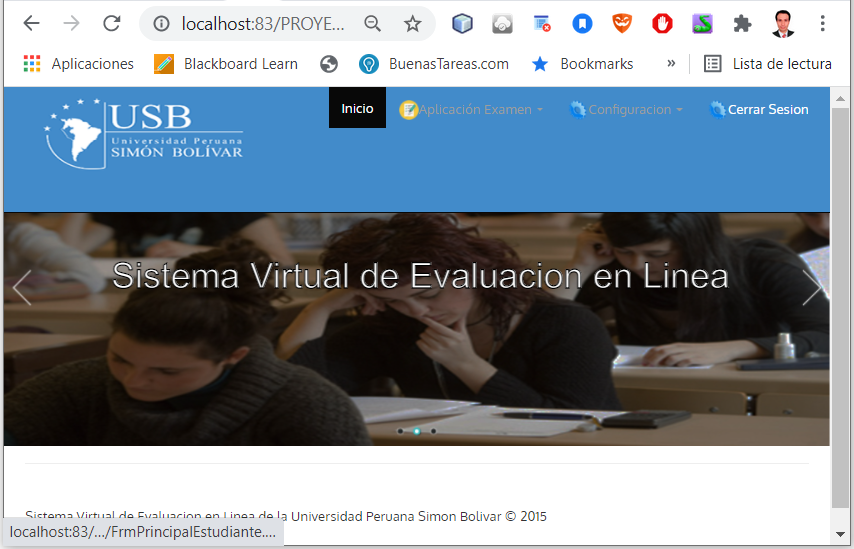 localhost:83/PROYE...
Aplicaciones
Blackboard Learn
BuenasTareas.com
Bookmarks
»
Lista de lectura
USB
Universidad Peruana
SIMÓN BOLÍVAR
Inicio
Aplicación Examen
Configuracion
Cerrar Sesion
Sistema Virtual de Evaluacion en Linea
Sistema Virtual de Evaluacion en Linea de la Universidad Peruana Simon Bolivar © 2015
localhost:83/.../FrmPrincipalEstudiante....